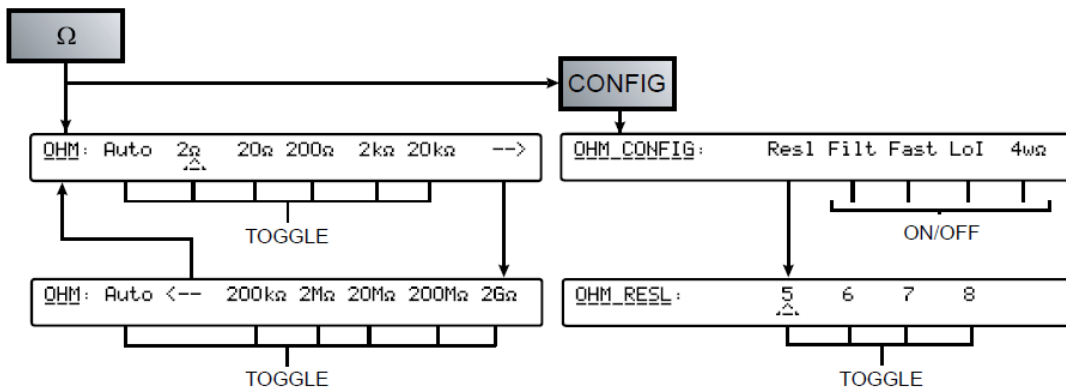 Ω
CONFIG
OHM: Auto 2Ω 20Ω 200Ω 2kΩ 20kΩ -->
OHM_CONFIG: Resl Filt Fast LoI 4wΩ
TOGGLE
ON/OFF
OHM: Auto <-- 200kΩ 2MΩ 20MΩ 200MΩ 2GΩ
OHM_RESL: 5 6 7 8
TOGGLE
TOGGLE